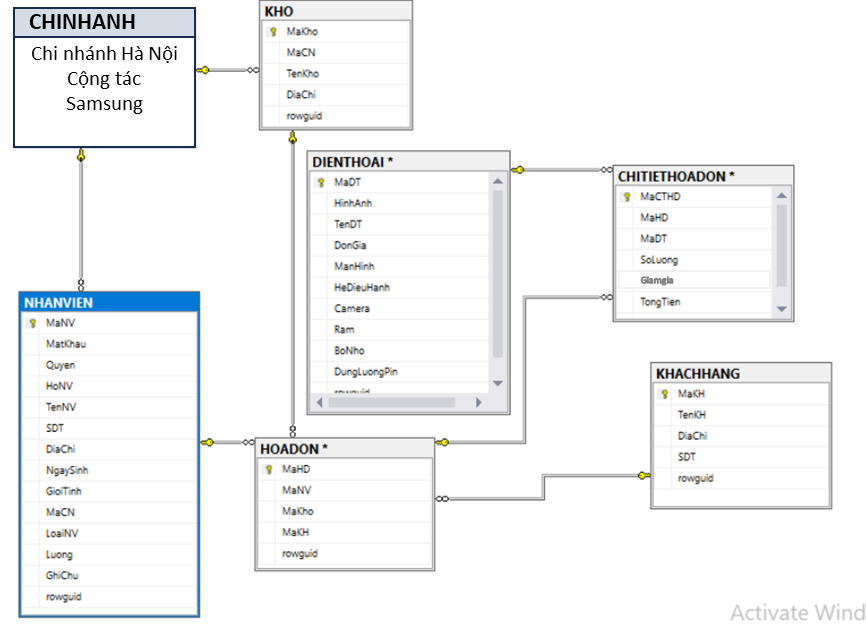 CHINHANH
Chi nhánh Hà Nội
Cộng tác
Samsung
KHO
MaKho
MaCN
TenKho
DiaChi
rowguid
DIENTHOAI *
MaDT
HinhAnh
TenDT
DonGia
ManHinh
HeDieuHanh
Camera
Ram
BoNho
DungLuongPin
rowguid
CHITIETHOADON *
MaCTHD
MaHD
MaDT
SoLuong
Giamgia
TongTien
NHANVIEN
MaNV
MatKhau
Quyen
HoNV
TenNV
SDT
DiaChi
NgaySinh
GioiTinh
MaCN
LoaiNV
Luong
GhiChu
rowguid
HOADON *
MaHD
MaNV
MaKho
MaKH
rowguid
KHACHHANG
MaKH
TenKH
DiaChi
SDT
rowguid
Activate Wind